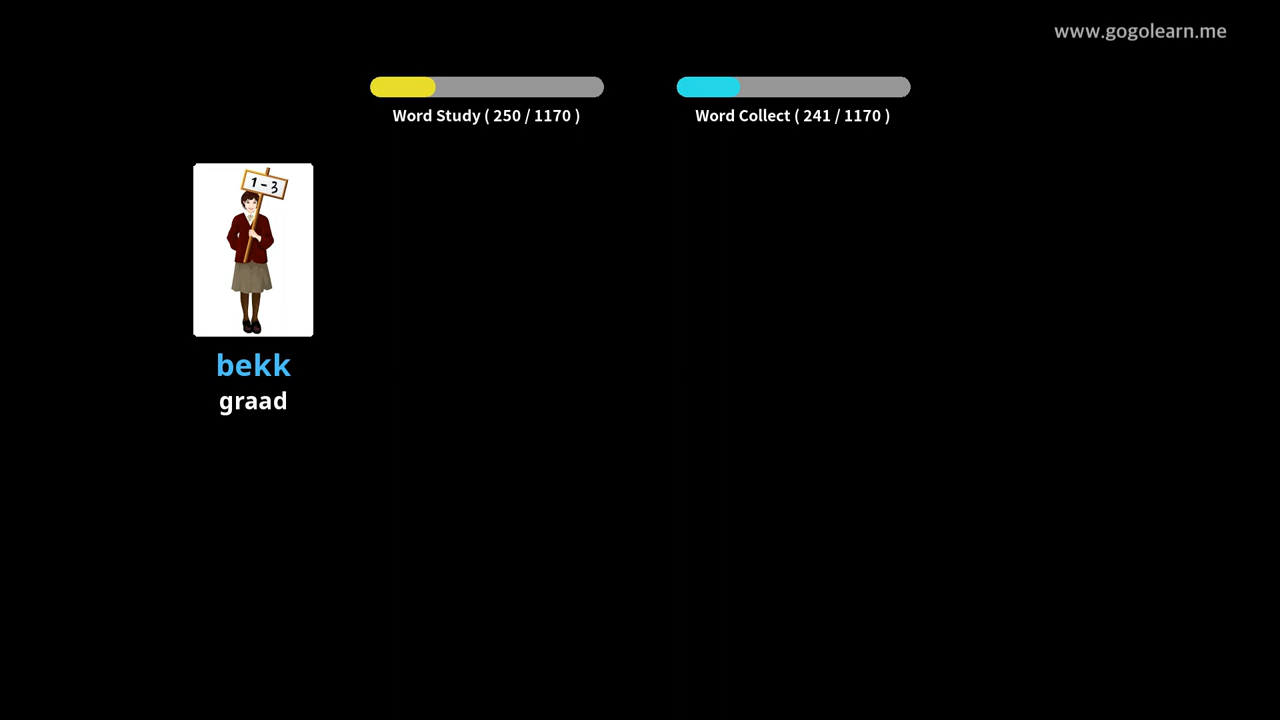 www.gogolearn.me
Word Study ( 250 / 1170 )
Word Collect ( 241 / 1170 )
1 - 3
bekk
graad